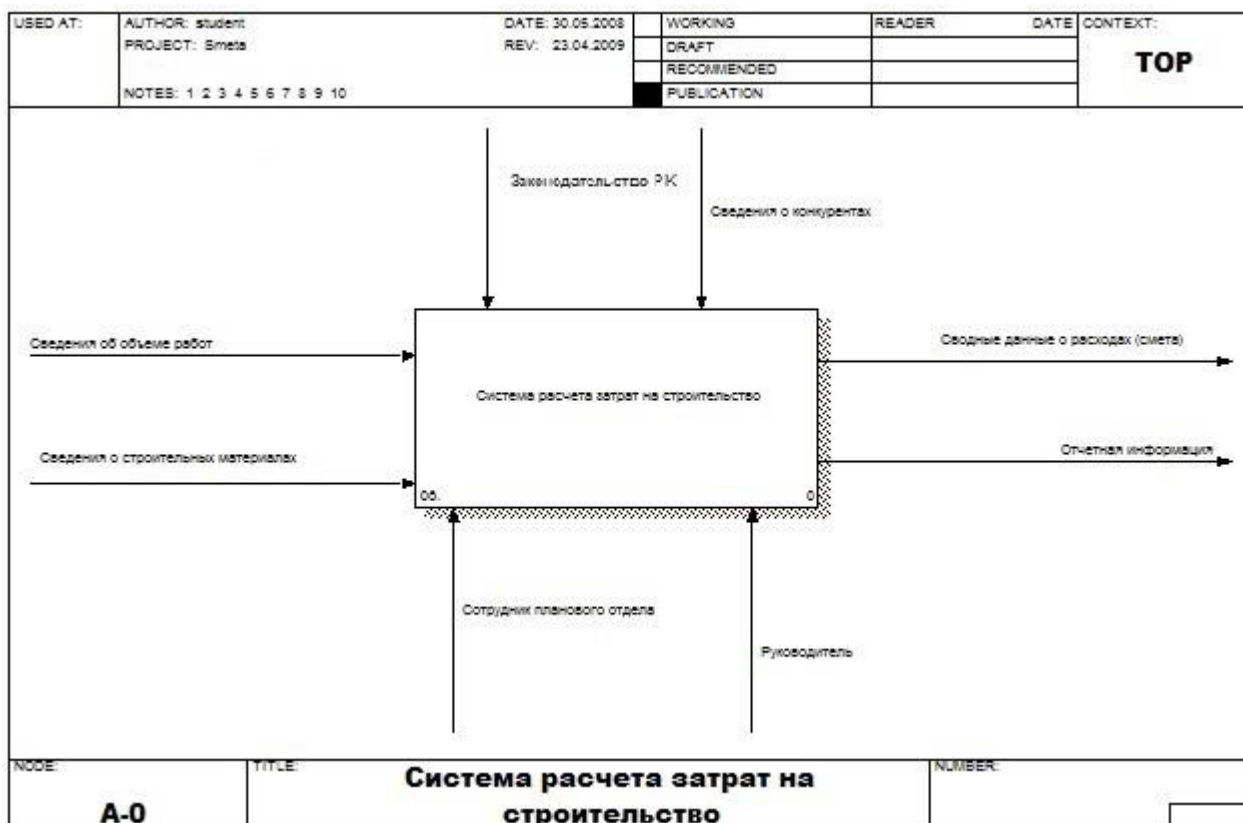 USED AT:
AUTHOR: student
DATE: 30.05.2008
WORKING
READER
DATE
CONTEXT:
PROJECT: Smeta
REV: 23.04.2009
DRAFT
TOP
RECOMMENDED
NOTES: 1 2 3 4 5 6 7 8 9 10
PUBLICATION
Законодательство РК
Сведения о конкурентах
Сведения об объеме работ
Сводные данные о расходах (смета)
Система расчета затрат на строительство
Сведения о строительных материалах
Отчетная информация
0б.
0
Сотрудник планового отдела
Руководитель
NODE:
TITLE:
NUMBER:
Система расчета затрат на
A-0
строительство